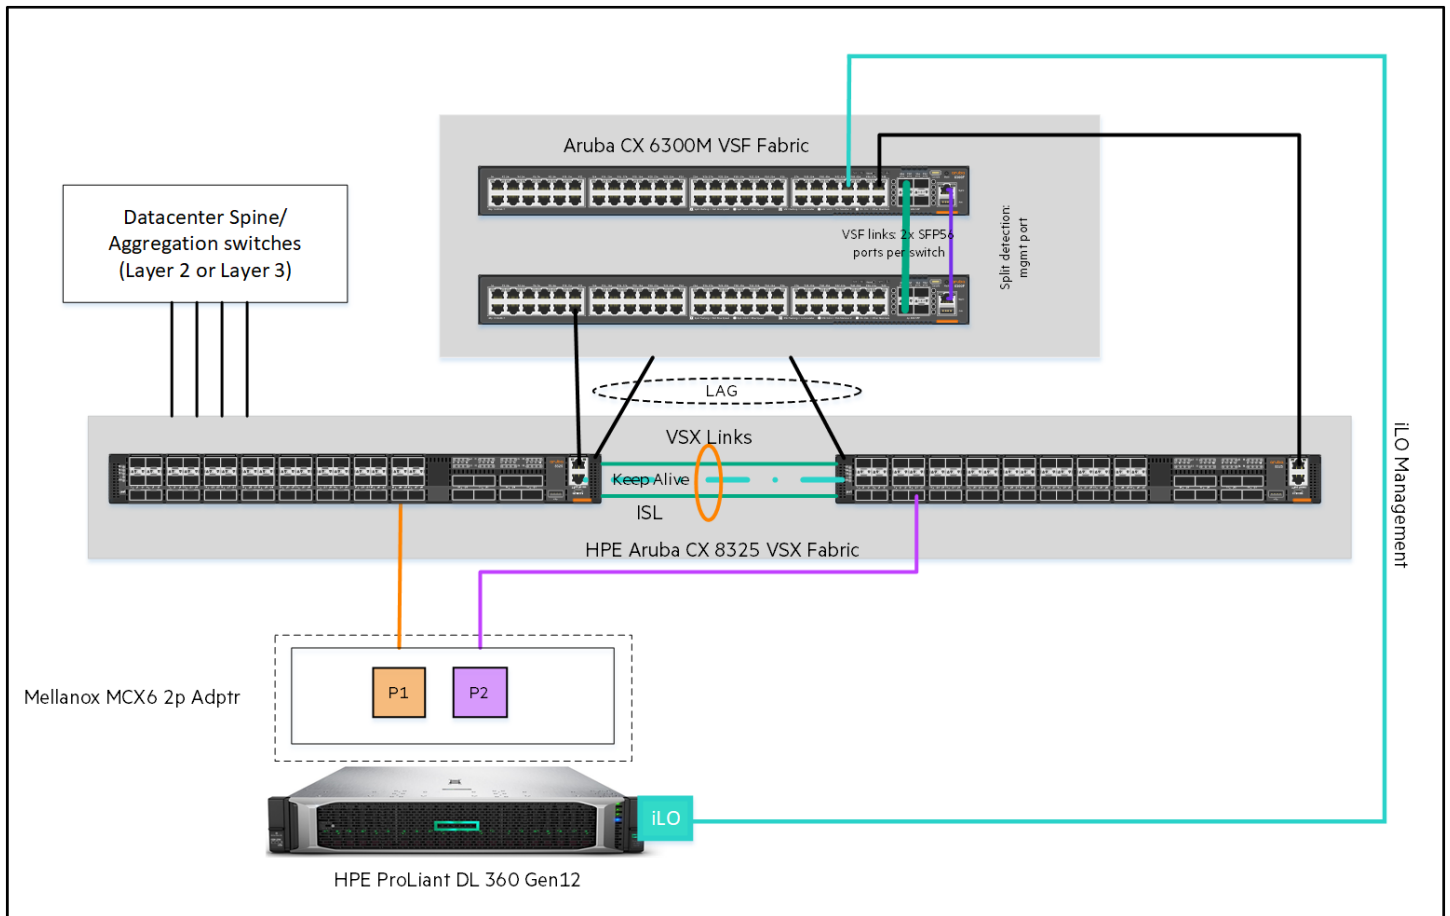 Aruba CX 6300M VSF Fabric
Datacenter Spine/
Aggregation switches
(Layer 2 or Layer 3)
VSF links: 2x SFP56
ports per switch
Split detection:
mgmt port
LAG
VSX Links
Keep Alive
ISL
HPE Aruba CX 8325 VSX Fabric
iLO Management
Mellanox MCX6 2p Adptr
P1
P2
iLO
HPE ProLiant DL 360 Gen12